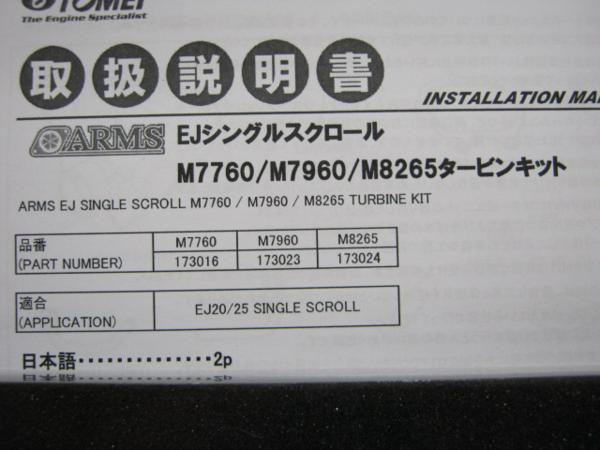 TOMEI
The Engine Specialist
取扱説明書
INSTALLATION MA
ARMS
EJシングルスクロール
M7760/M7960/M8265タービンキット
ARMS EJ SINGLE SCROLL M7760 / M7960 / M8265 TURBINE KIT
品番 M7760 M7960 M8265
(PART NUMBER) 173016 173023 173024
適合
(APPLICATION) EJ20/25 SINGLE SCROLL
日本語・・・・・・・・・・・・・・・2p